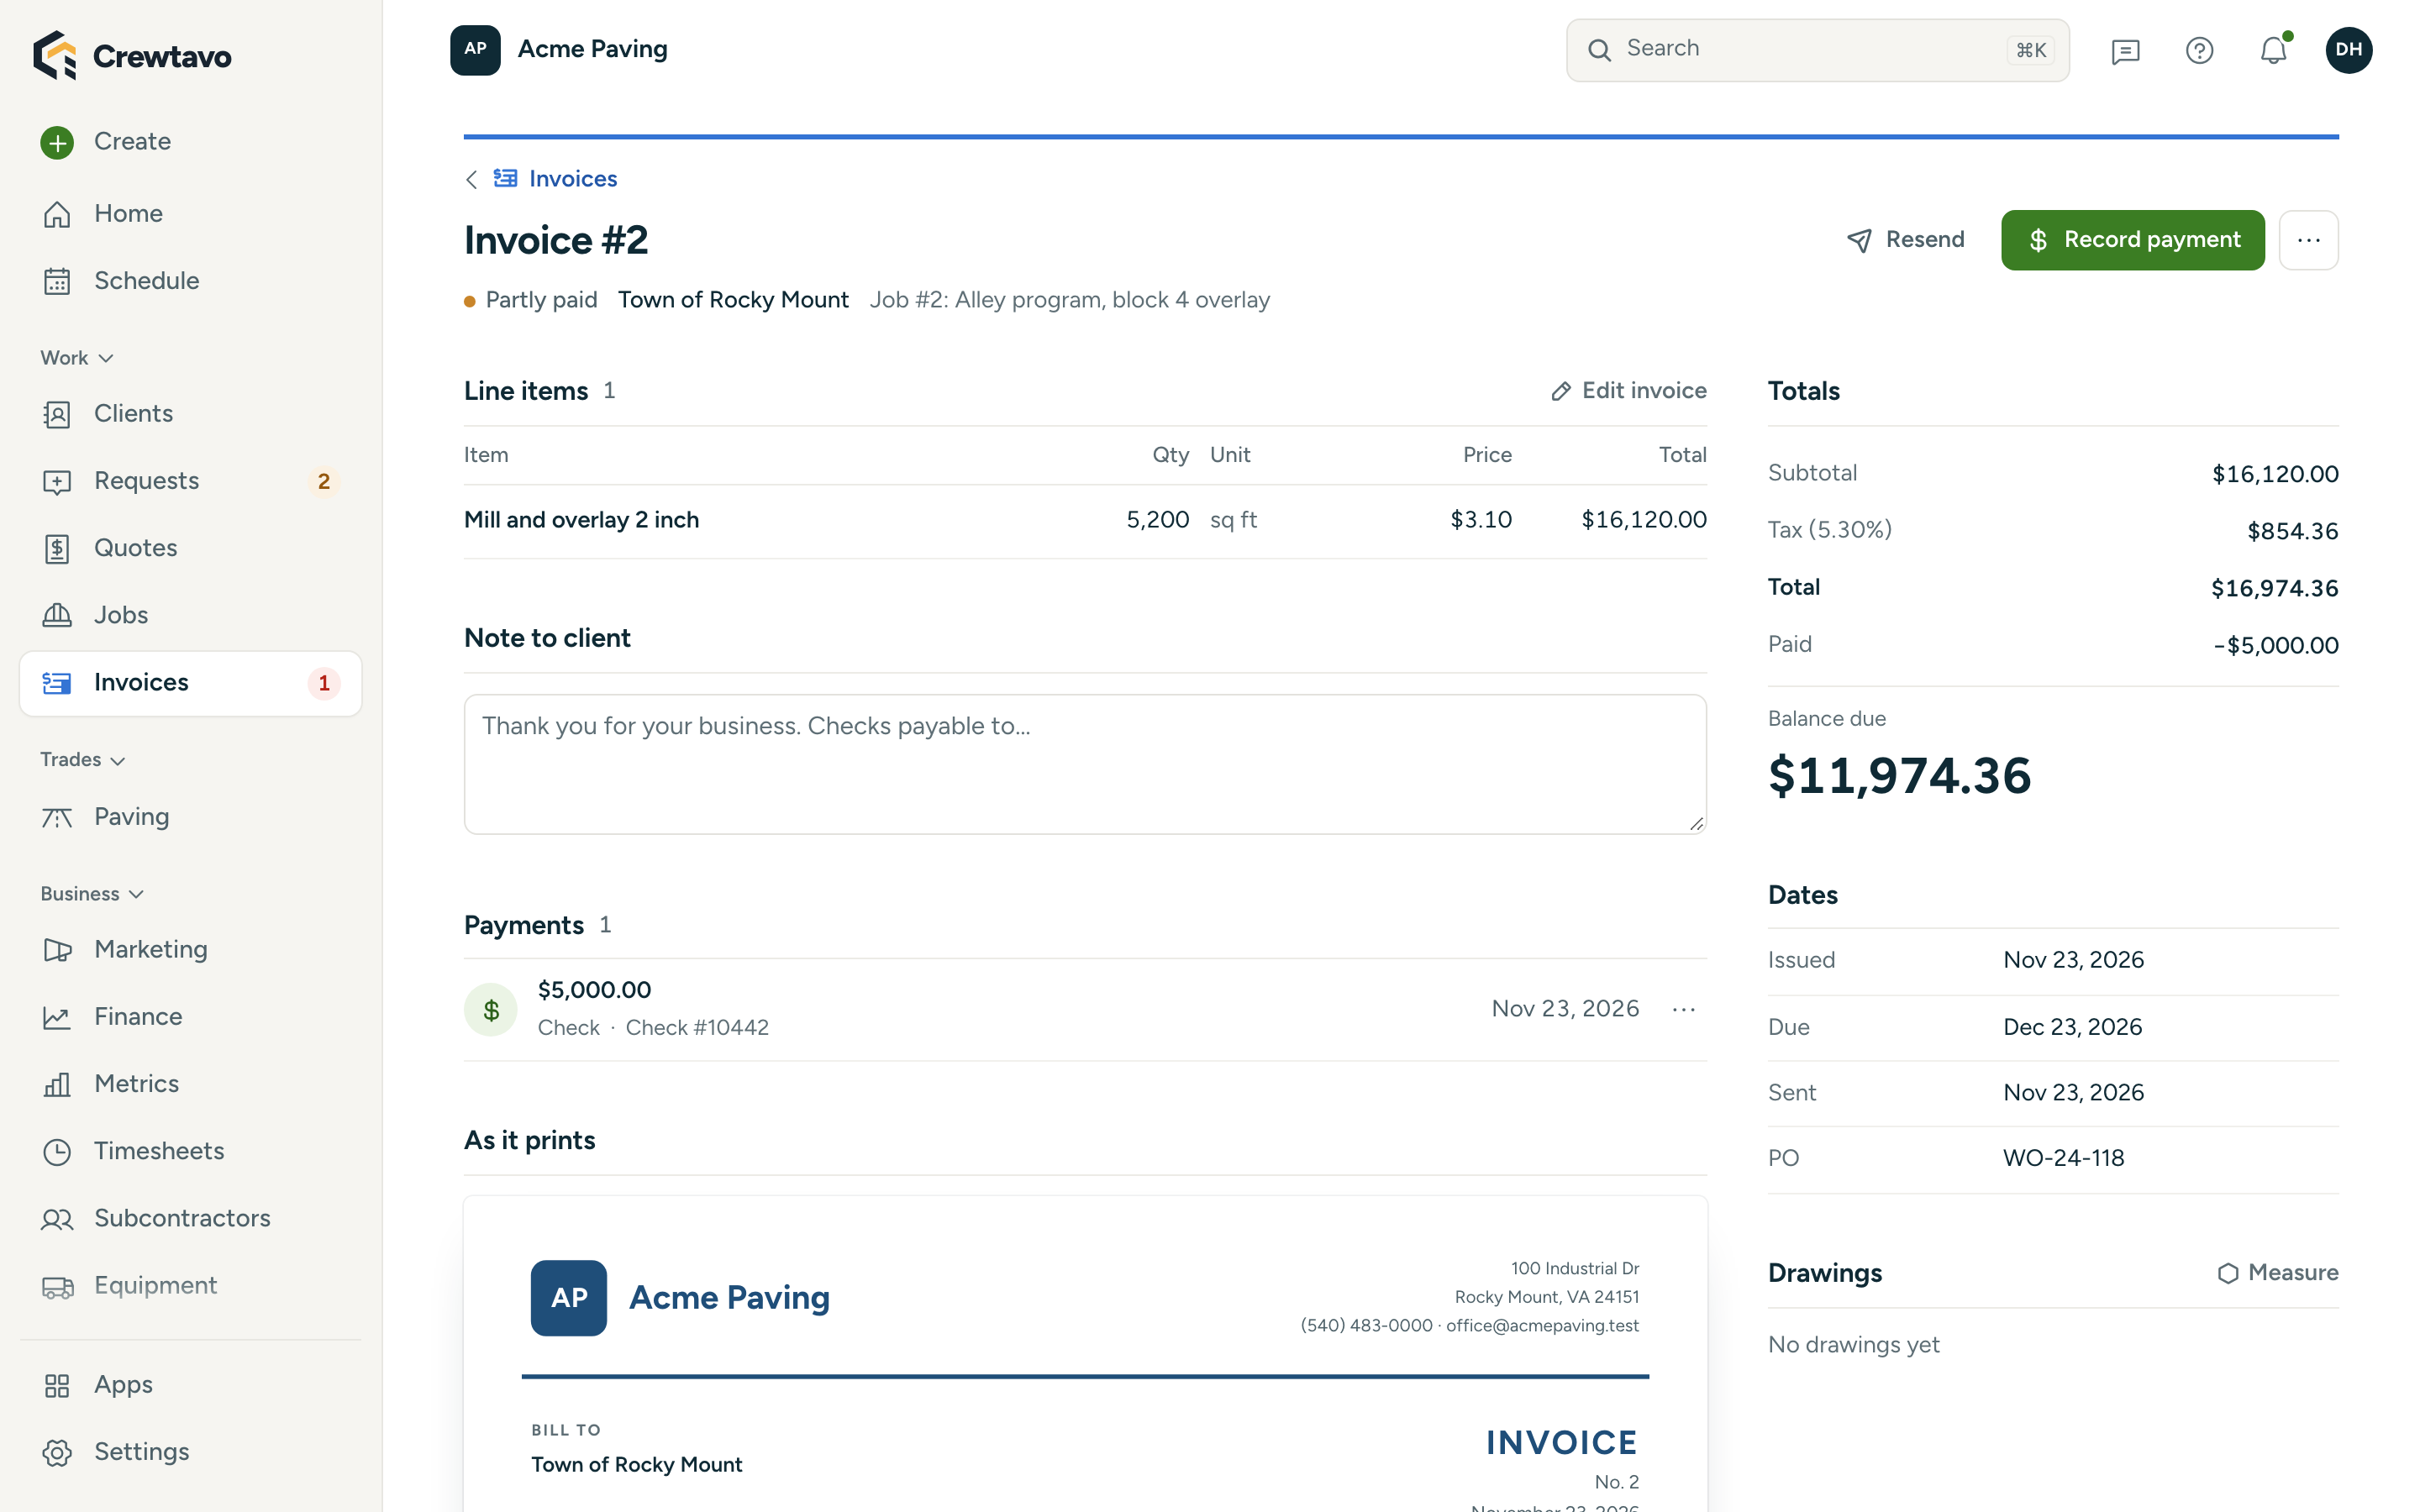 Crewtavo
Create
Home
Schedule
Work
Clients
Requests 2
Quotes
Jobs
Invoices 1
Trades
Paving
Business
Marketing
Finance
Metrics
Timesheets
Subcontractors
Equipment
Apps
Settings
AP Acme Paving
Search ⌘K
DH
Invoices
Invoice #2
Resend
$ Record payment
...
Partly paid Town of Rocky Mount Job #2: Alley program, block 4 overlay
Line items 1
Edit invoice
Item Qty Unit Price Total
Mill and overlay 2 inch 5,200 sq ft $3.10 $16,120.00
Note to client
Thank you for your business. Checks payable to...
Payments 1
$ $5,000.00
Check · Check #10442
Nov 23, 2026 ...
As it prints
AP Acme Paving
100 Industrial Dr
Rocky Mount, VA 24151
(540) 483-0000 · office@acmepaving.test
BILL TO
Town of Rocky Mount
INVOICE
No. 2
November 23, 2026
Totals
Subtotal $16,120.00
Tax (5.30%) $854.36
Total $16,974.36
Paid -$5,000.00
Balance due
$11,974.36
Dates
Issued Nov 23, 2026
Due Dec 23, 2026
Sent Nov 23, 2026
PO WO-24-118
Drawings
Measure
No drawings yet